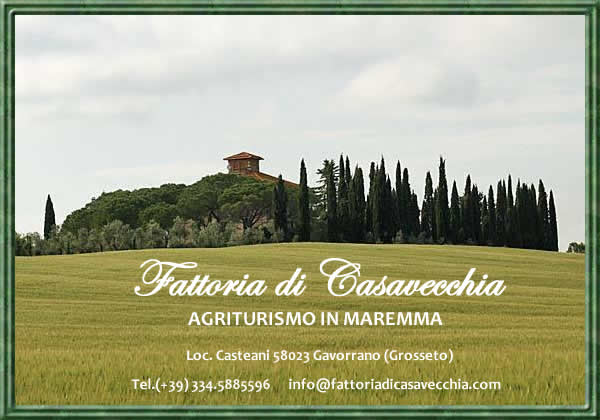 Fattoria di Casavecchia
AGRITURISMO IN MAREMMA
Loc. Casteani 58023 Gavorrano (Grosseto)
Tel.(+39) 334.5885596 info@fattoriadicasavecchia.com